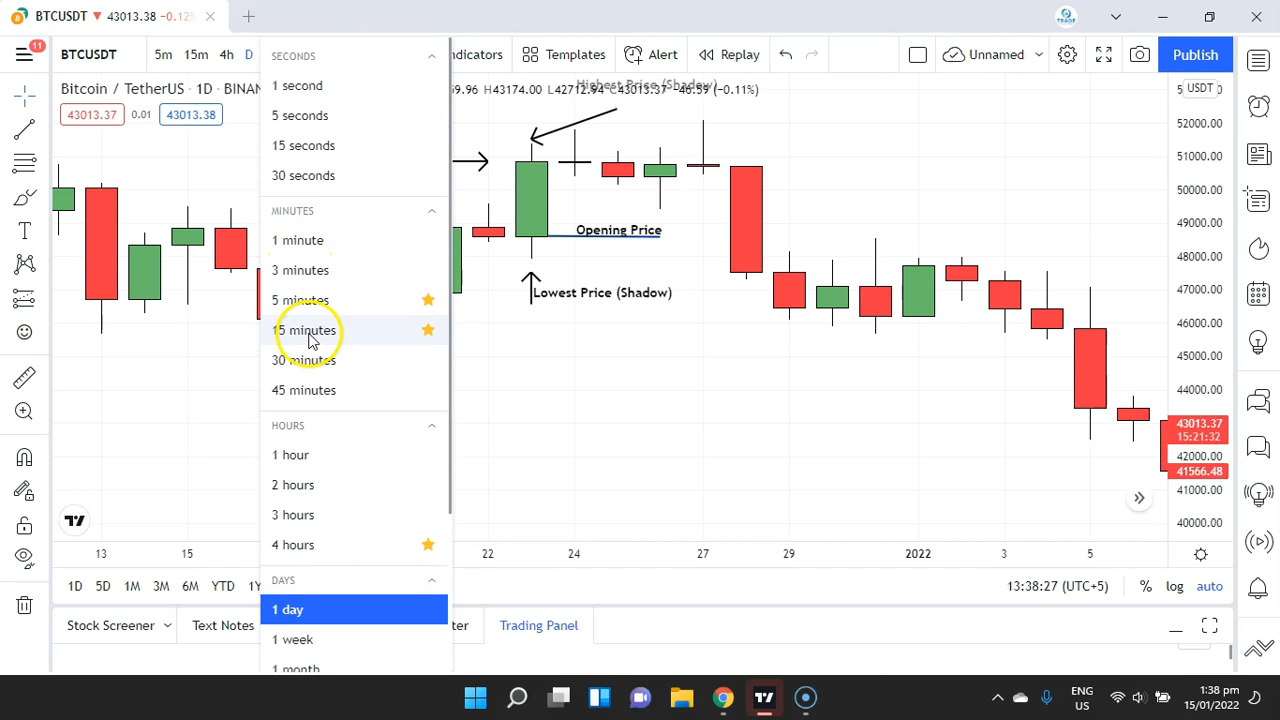 BTCUSDT ▼ 43013.38 −0.12%
TRADE
11
BTCUSDT
5m 15m 4h D
ndicators
Templates
Alert
Replay
Unnamed
Publish
Bitcoin / TetherUS · 1D · BINAN
9.96 H43174.00 L42712.94 C43013.37 −46.59 (−0.11%)
43013.37 0.01 43013.38
USDT
Highest Price (Shadow)
Opening Price
Lowest Price (Shadow)
SECONDS
1 second
5 seconds
15 seconds
30 seconds
MINUTES
1 minute
3 minutes
5 minutes
15 minutes
30 minutes
45 minutes
HOURS
1 hour
2 hours
3 hours
4 hours
DAYS
1 day
1 week
1 month
52000.00
51000.00
50000.00
49000.00
48000.00
47000.00
46000.00
45000.00
44000.00
43013.37
15:21:32
42000.00
41566.48
41000.00
40000.00
13 15 22 24 27 29 2022 3 5
1D 5D 1M 3M 6M YTD 1Y
13:38:27 (UTC+5)
% log auto
Stock Screener
Text Notes
ter
Trading Panel
ENG
US
1:38 pm
15/01/2022